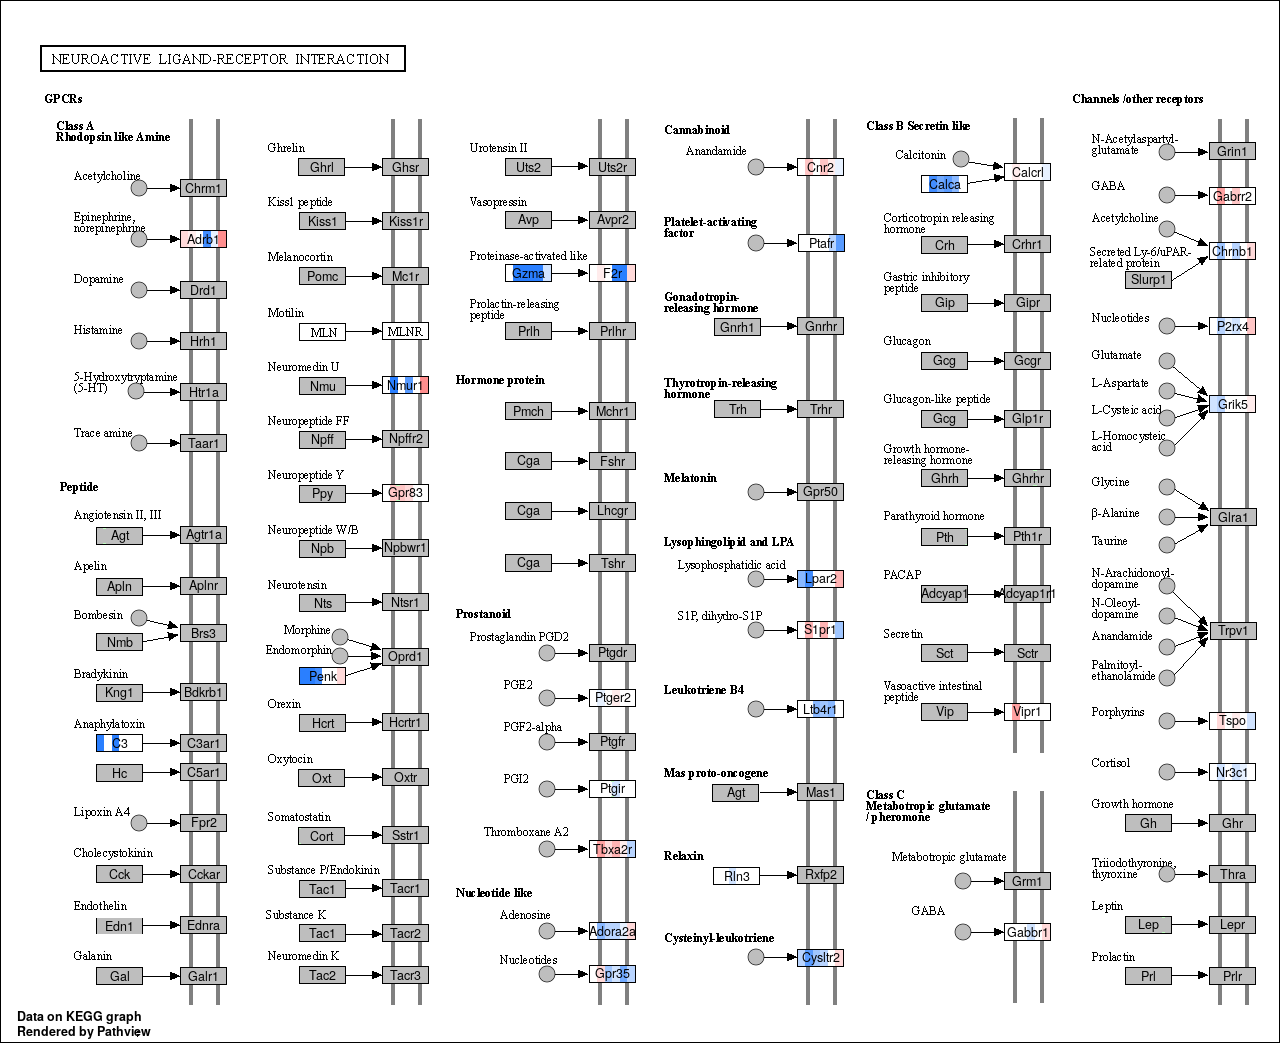 NEUROACTIVE LIGAND-RECEPTOR INTERACTION
GPCRs
Class A
Rhodopsin like Amine
Acetylcholine
Chrm1
Epinephrine,
norepinephrine
Adrb1
Dopamine
Drd1
Histamine
Hrh1
5-Hydroxytryptamine
(5-HT)
Htr1a
Trace amine
Taar1
Peptide
Angiotensin II, III
Agt
Agtr1a
Apelin
Apln
Aplnr
Bombesin
Nmb
Brs3
Bradykinin
Kng1
Bdkrb1
Anaphylatoxin
C3
C3ar1
Hc
C5ar1
Lipoxin A4
Fpr2
Cholecystokinin
Cck
Cckar
Endothelin
Edn1
Ednra
Galanin
Gal
Galr1
Ghrelin
Ghrl
Ghsr
Kiss1 peptide
Kiss1
Kiss1r
Melanocortin
Pomc
Mc1r
Motilin
MLN
MLNR
Neuromedin U
Nmu
Nmur1
Neuropeptide FF
Npff
Npffr2
Neuropeptide Y
Ppy
Gpr83
Neuropeptide W/B
Npb
Npbwr1
Neurotensin
Nts
Ntsr1
Morphine
Endomorphin
Penk
Oprd1
Orexin
Hcrt
Hcrtr1
Oxytocin
Oxt
Oxtr
Somatostatin
Cort
Sstr1
Substance P/Endokinin
Tac1
Tacr1
Substance K
Tac1
Tacr2
Neuromedin K
Tac2
Tacr3
Urotensin II
Uts2
Uts2r
Vasopressin
Avp
Avpr2
Proteinase-activated like
Gzma
F2r
Prolactin-releasing
peptide
Prlh
Prlhr
Hormone protein
Pmch
Mchr1
Cga
Fshr
Cga
Lhcgr
Cga
Tshr
Prostanoid
Prostaglandin PGD2
Ptgdr
PGE2
Ptger2
PGF2-alpha
Ptgfr
PGI2
Ptgir
Thromboxane A2
Tbxa2r
Nucleotide like
Adenosine
Adora2a
Nucleotides
Gpr35
Cannabinoid
Anandamide
Cnr2
Platelet-activating
factor
Ptafr
Gonadotropin-
releasing hormone
Gnrh1
Gnrhr
Thyrotropin-releasing
hormone
Trh
Trhr
Melatonin
Gpr50
Lysophingolipid and LPA
Lysophosphatidic acid
Lpar2
S1P, dihydro-S1P
S1pr1
Leukotriene B4
Ltb4r1
Mas proto-oncogene
Agt
Mas1
Relaxin
Rln3
Rxfp2
Cysteinyl-leukotriene
Cysltr2
Class B Secretin like
Calcitonin
Calca
Calcrl
Corticotropin releasing
hormone
Crh
Crhr1
Gastric inhibitory
peptide
Gip
Gipr
Glucagon
Gcg
Gcgr
Glucagon-like peptide
Gcg
Glp1r
Growth hormone-
releasing hormone
Ghrh
Ghrhr
Parathyroid hormone
Pth
Pth1r
PACAP
Adcyap1
Adcyap1r1
Secretin
Sct
Sctr
Vasoactive intestinal
peptide
Vip
Vipr1
Class C
Metabotropic glutamate
/ pheromone
Metabotropic glutamate
Grm1
GABA
Gabbr1
Channels /other receptors
N-Acetylaspartyl-
glutamate
Grin1
GABA
Gabrr2
Acetylcholine
Chrnb1
Secreted Ly-6/uPAR-
related protein
Slurp1
Nucleotides
P2rx4
Glutamate
L-Aspartate
L-Cysteic acid
L-Homocysteic
acid
Grik5
Glycine
β-Alanine
Taurine
Glra1
N-Arachidonoyl-
dopamine
N-Oleoyl-
dopamine
Anandamide
Palmitoyl-
ethanolamide
Trpv1
Porphyrins
Tspo
Cortisol
Nr3c1
Growth hormone
Gh
Ghr
Triiodothyronine,
thyroxine
Thra
Leptin
Lep
Lepr
Prolactin
Prl
Prlr
Data on KEGG graph
Rendered by Pathview